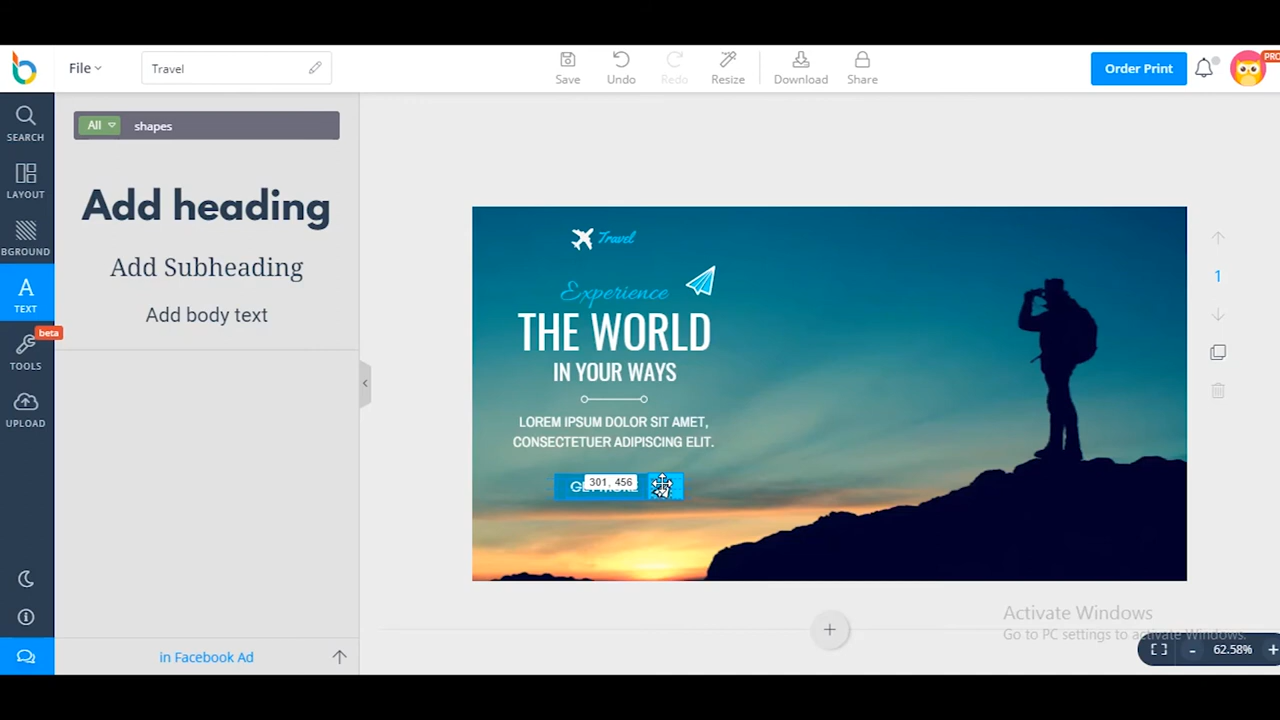 File
Travel
Save
Undo
Redo
Resize
Download
Share
Order Print
PRO
SEARCH
LAYOUT
BGROUND
TEXT
beta
TOOLS
UPLOAD
All
shapes
Add heading
Add Subheading
Add body text
in Facebook Ad
Travel
Experience
THE WORLD
IN YOUR WAYS
LOREM IPSUM DOLOR SIT AMET,
CONSECTETUER ADIPISCING ELIT.
GET MORE
301, 456
1
Activate Windows
Go to PC settings to activate Windows.
62.58%